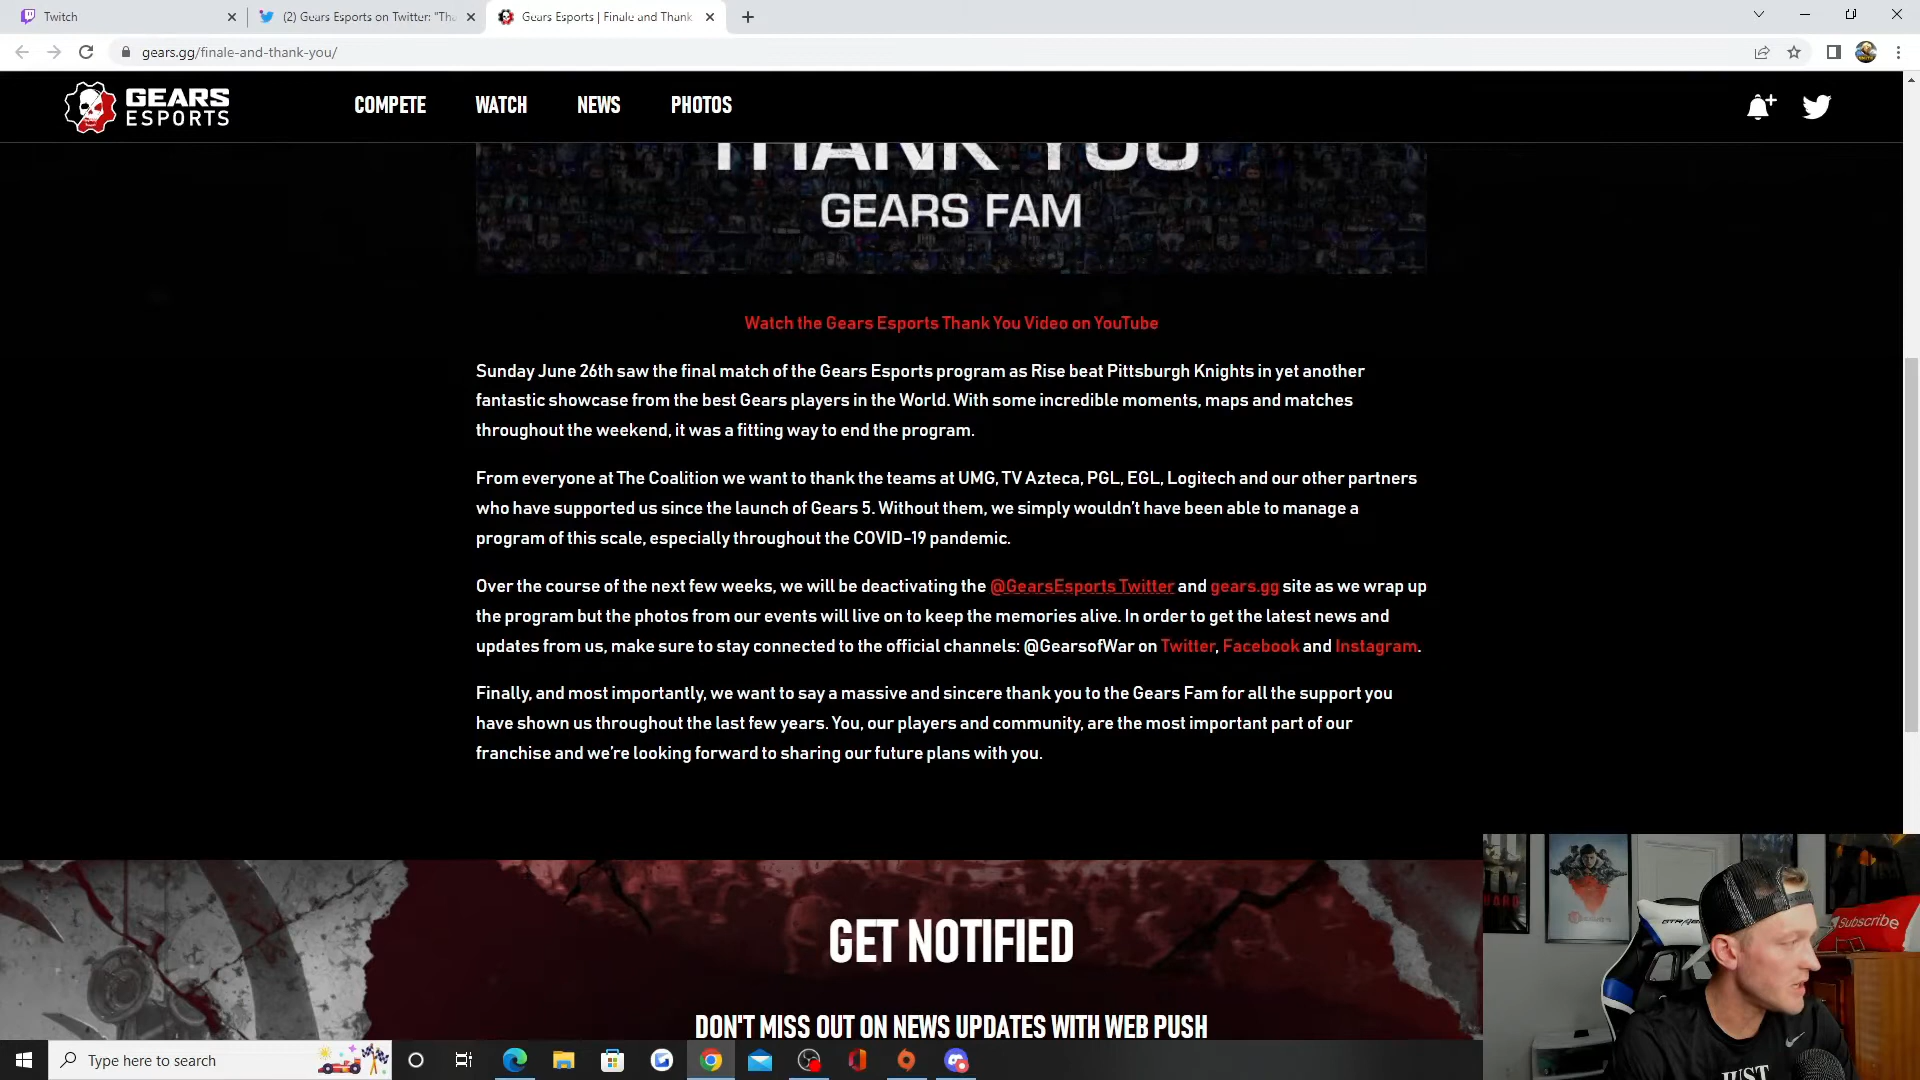 Twitch
(2) Gears Esports on Twitter: "Tha
Gears Esports | Finale and Thank
gears.gg/finale-and-thank-you/
GEARS
ESPORTS
COMPETE
WATCH
NEWS
PHOTOS
THANK YOU
GEARS FAM
Watch the Gears Esports Thank You Video on YouTube
Sunday June 26th saw the final match of the Gears Esports program as Rise beat Pittsburgh Knights in yet another
fantastic showcase from the best Gears players in the World. With some incredible moments, maps and matches
throughout the weekend, it was a fitting way to end the program.
From everyone at The Coalition we want to thank the teams at UMG, TV Azteca, PGL, EGL, Logitech and our other partners
who have supported us since the launch of Gears 5. Without them, we simply wouldn't have been able to manage a
program of this scale, especially throughout the COVID-19 pandemic.
Over the course of the next few weeks, we will be deactivating the @GearsEsports Twitter and gears.gg site as we wrap up
the program but the photos from our events will live on to keep the memories alive. In order to get the latest news and
updates from us, make sure to stay connected to the official channels: @GearsofWar on Twitter, Facebook and Instagram.
Finally, and most importantly, we want to say a massive and sincere thank you to the Gears Fam for all the support you
have shown us throughout the last few years. You, our players and community, are the most important part of our
franchise and we're looking forward to sharing our future plans with you.
GET NOTIFIED
DON'T MISS OUT ON NEWS UPDATES WITH WEB PUSH
Subscribe
JUST
Type here to search